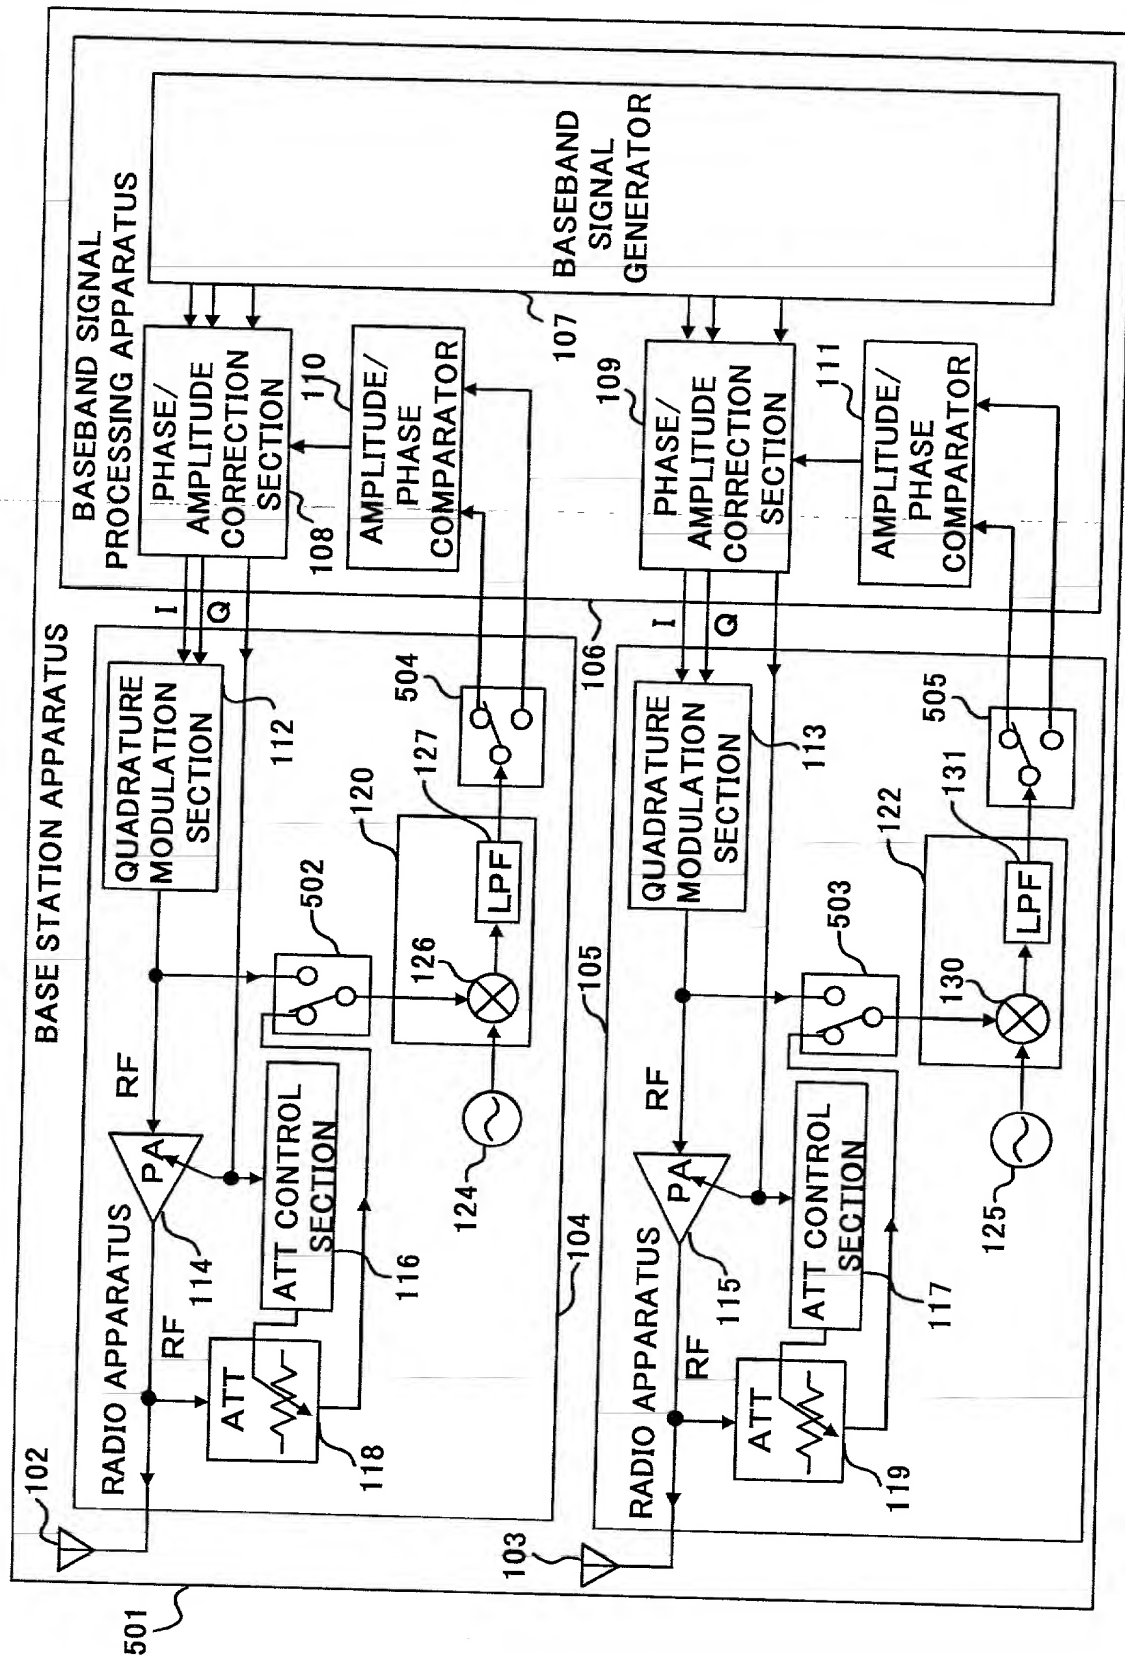 BASE STATION APPARATUS
501
102
RADIO APPARATUS
114
PA
RF
RF
QUADRATURE
MODULATION
SECTION
112
I
Q
BASEBAND SIGNAL
PROCESSING APPARATUS
PHASE/
AMPLITUDE
CORRECTION
SECTION
108
110
AMPLITUDE/
PHASE
COMPARATOR
BASEBAND
SIGNAL
GENERATOR
107
ATT
118
ATT CONTROL
SECTION
116
502
120
126
127
LPF
504
124
104
106
103
RADIO APPARATUS
115
PA
RF
RF
105
QUADRATURE
MODULATION
SECTION
113
I
Q
109
PHASE/
AMPLITUDE
CORRECTION
SECTION
111
AMPLITUDE/
PHASE
COMPARATOR
ATT
119
ATT CONTROL
SECTION
117
503
122
130
131
LPF
505
125